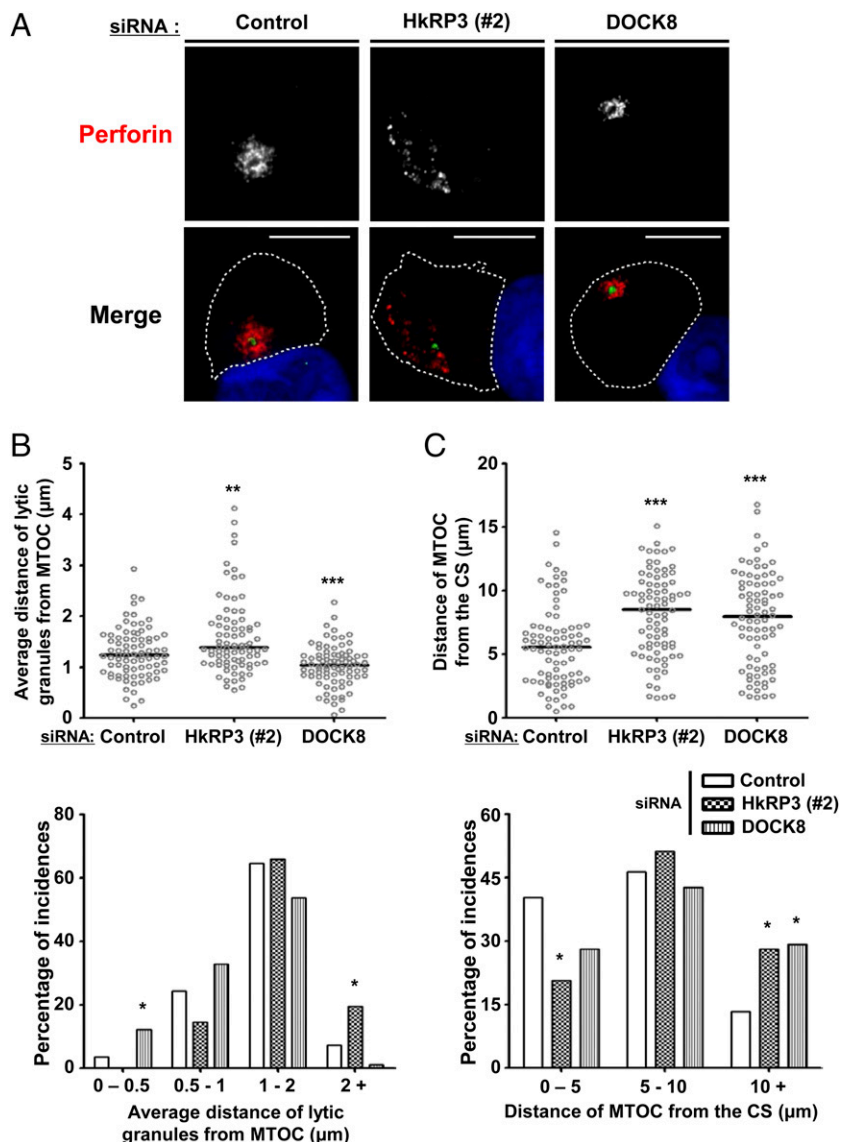 A
siRNA :
Control
HkRP3 (#2)
DOCK8
Perforin
Merge
B
Average distance of lytic
granules from MTOC (μm)
5
4
3
2
1
0
**
***
siRNA: Control HkRP3 (#2) DOCK8
C
Distance of MTOC
from the CS (μm)
20
15
10
5
0
***
***
siRNA: Control HkRP3 (#2) DOCK8
Percentage of incidences
80
60
40
20
0
*
*
0 – 0.5 0.5 - 1 1 - 2 2 +
Average distance of lytic
granules from MTOC (μm)
siRNA
Control
HkRP3 (#2)
DOCK8
Percentage of incidences
60
45
30
15
0
*
*
*
0 – 5 5 - 10 10 +
Distance of MTOC from the CS (μm)